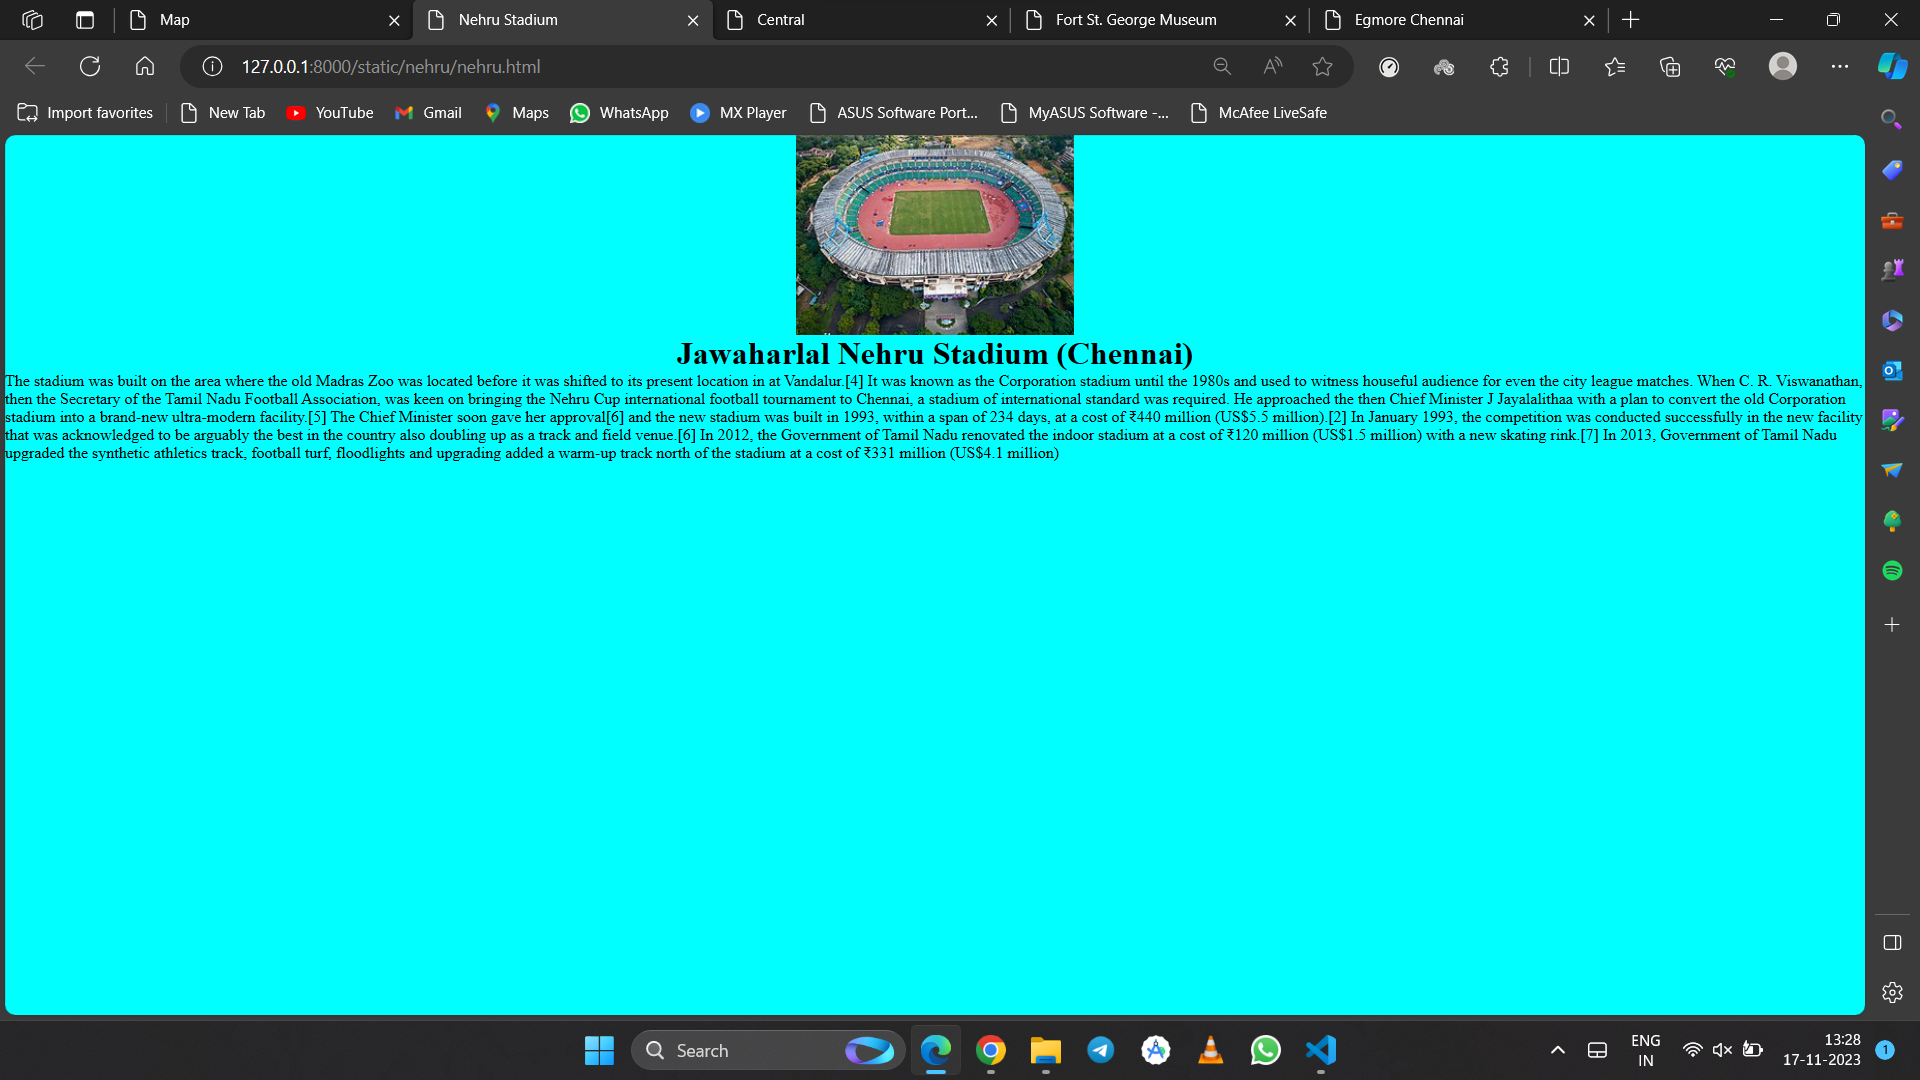 Map
Nehru Stadium
Central
Fort St. George Museum
Egmore Chennai
127.0.0.1:8000/static/nehru/nehru.html
Import favorites
New Tab
YouTube
Gmail
Maps
WhatsApp
MX Player
ASUS Software Port...
MyASUS Software -...
McAfee LiveSafe
Jawaharlal Nehru Stadium (Chennai)
The stadium was built on the area where the old Madras Zoo was located before it was shifted to its present location in at Vandalur.[4] It was known as the Corporation stadium until the 1980s and used to witness houseful audience for even the city league matches. When C. R. Viswanathan,
then the Secretary of the Tamil Nadu Football Association, was keen on bringing the Nehru Cup international football tournament to Chennai, a stadium of international standard was required. He approached the then Chief Minister J Jayalalithaa with a plan to convert the old Corporation
stadium into a brand-new ultra-modern facility.[5] The Chief Minister soon gave her approval[6] and the new stadium was built in 1993, within a span of 234 days, at a cost of ₹440 million (US$5.5 million).[2] In January 1993, the competition was conducted successfully in the new facility
that was acknowledged to be arguably the best in the country also doubling up as a track and field venue.[6] In 2012, the Government of Tamil Nadu renovated the indoor stadium at a cost of ₹120 million (US$1.5 million) with a new skating rink.[7] In 2013, Government of Tamil Nadu
upgraded the synthetic athletics track, football turf, floodlights and upgrading added a warm-up track north of the stadium at a cost of ₹331 million (US$4.1 million)
Search
ENG
IN
13:28
17-11-2023
1